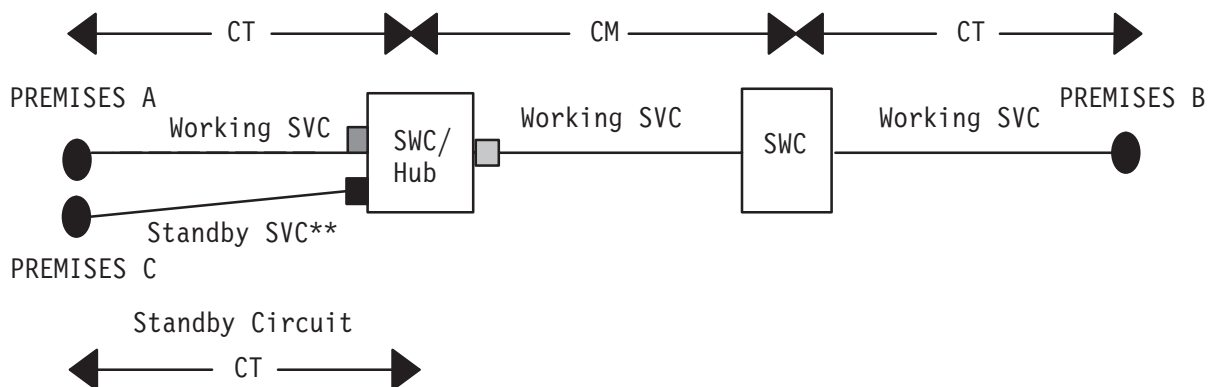 CT CM CT
PREMISES A PREMISES B
Working SVC Working SVC Working SVC
SWC/
Hub
SWC
Standby SVC**
PREMISES C
Standby Circuit
CT